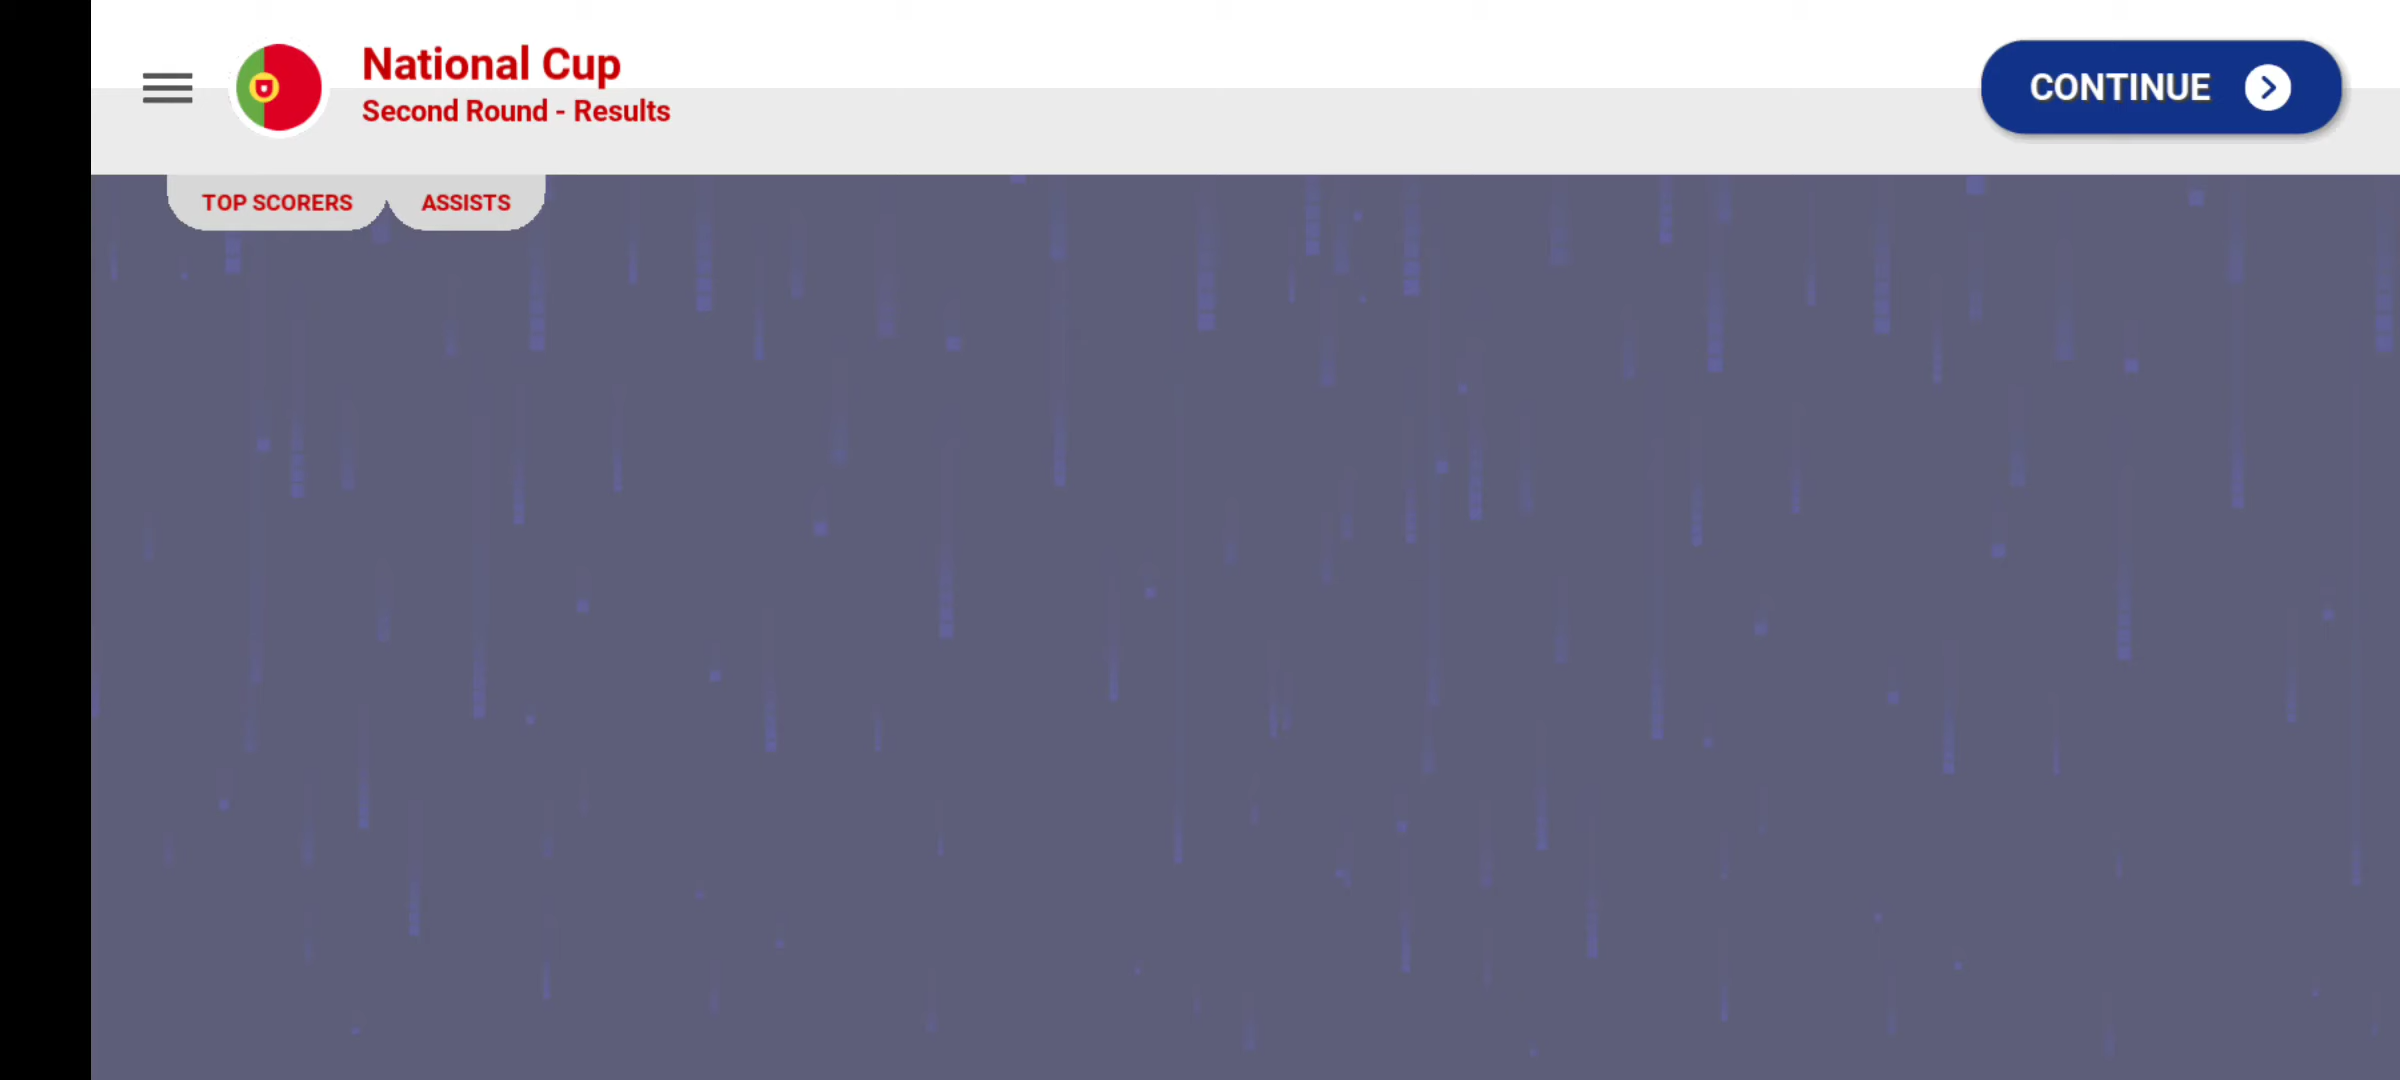 National Cup
Second Round - Results
CONTINUE
TOP SCORERS
ASSISTS